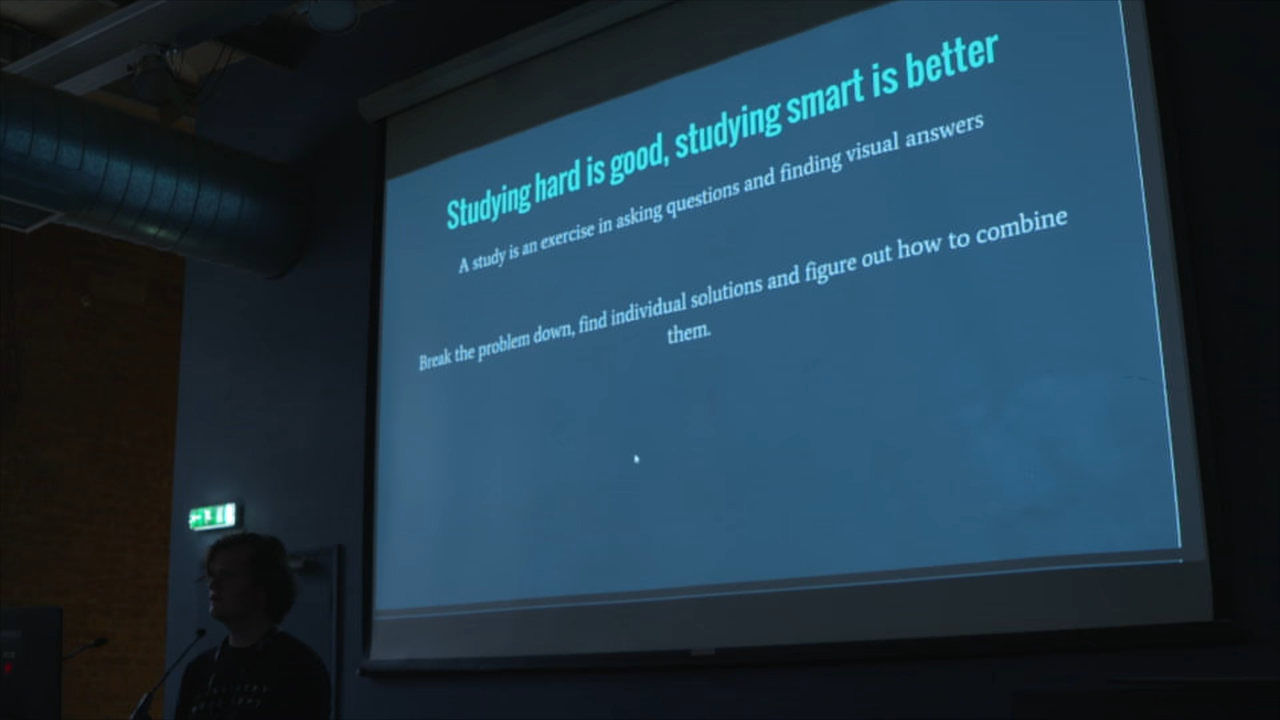 Studying hard is good, studying smart is better
A study is an exercise in asking questions and finding visual answers
Break the problem down, find individual solutions and figure out how to combine
them.